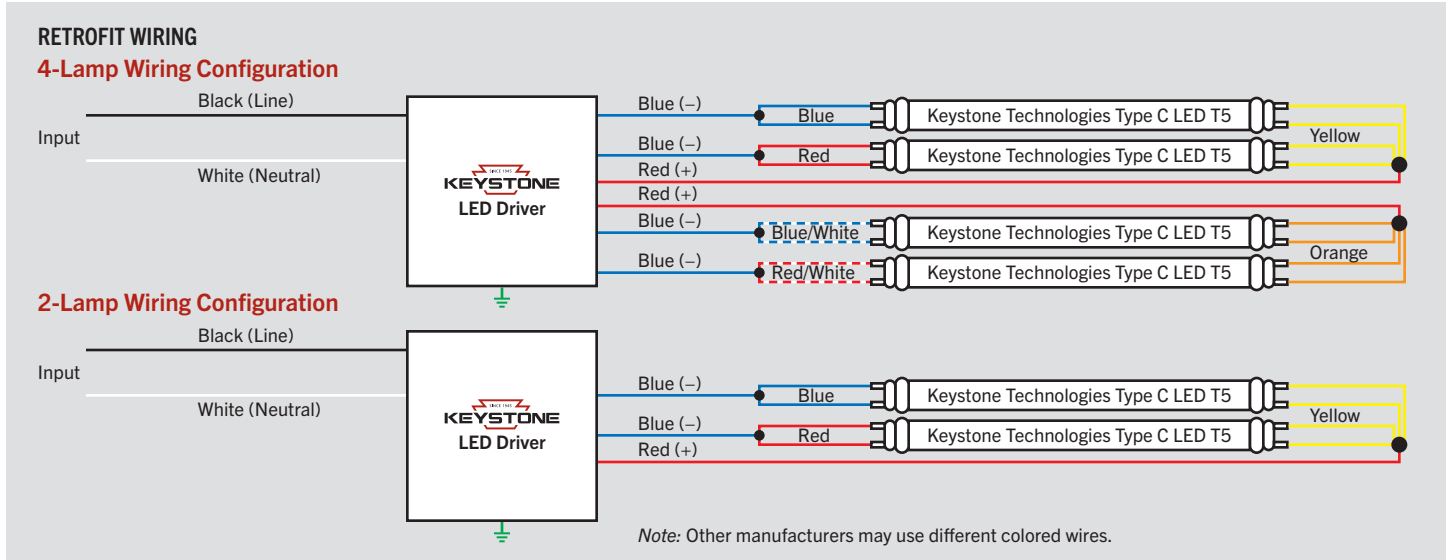 RETROFIT WIRING
4-Lamp Wiring Configuration
Black (Line)
Input
White (Neutral)
SINCE 1945
KEYSTONE
LED Driver
Blue (–)
Blue
Keystone Technologies Type C LED T5
Yellow
Blue (–)
Red
Keystone Technologies Type C LED T5
Red (+)
Red (+)
Blue (–)
Blue/White
Keystone Technologies Type C LED T5
Orange
Blue (–)
Red/White
Keystone Technologies Type C LED T5
2-Lamp Wiring Configuration
Black (Line)
Input
White (Neutral)
SINCE 1945
KEYSTONE
LED Driver
Blue (–)
Blue
Keystone Technologies Type C LED T5
Yellow
Blue (–)
Red
Keystone Technologies Type C LED T5
Red (+)
Note: Other manufacturers may use different colored wires.